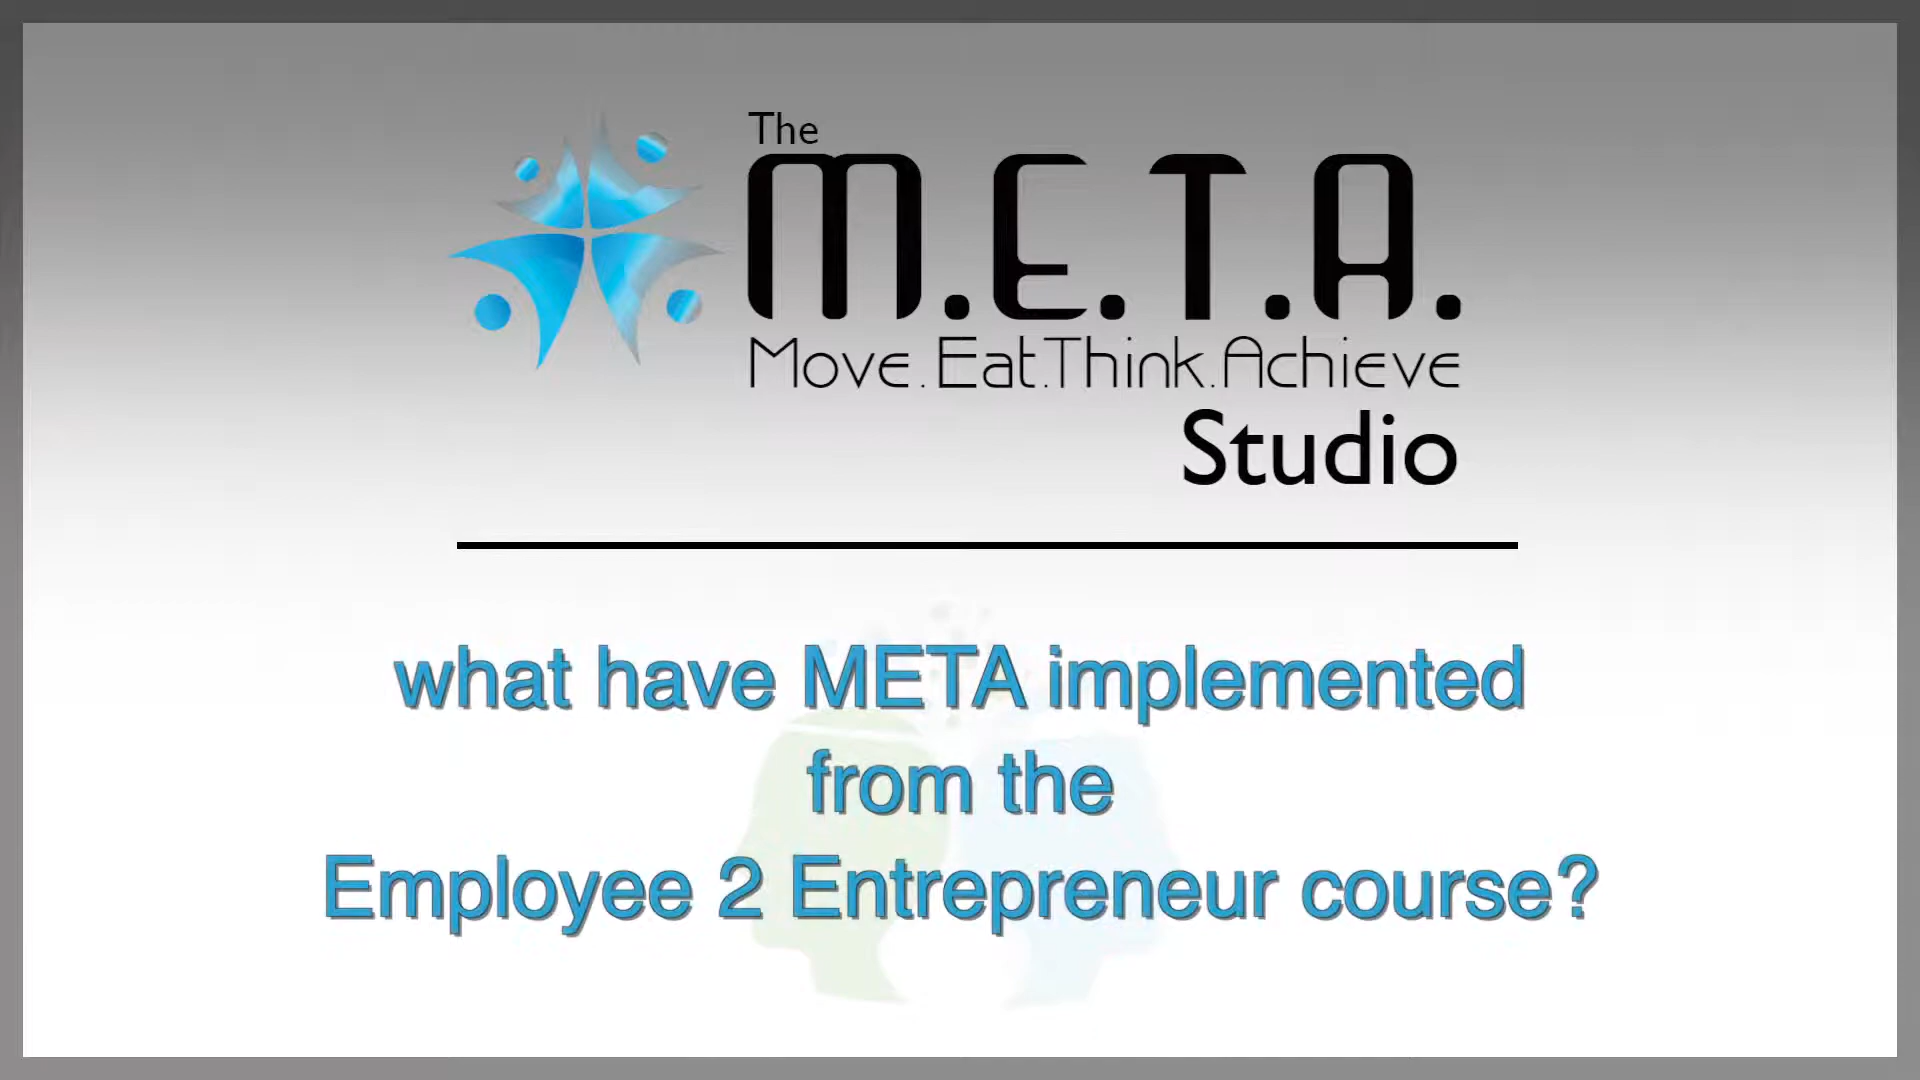 The
M.E.T.A.
Move.Eat.Think.Achieve
Studio
what have META implemented
from the
Employee 2 Entrepreneur course?